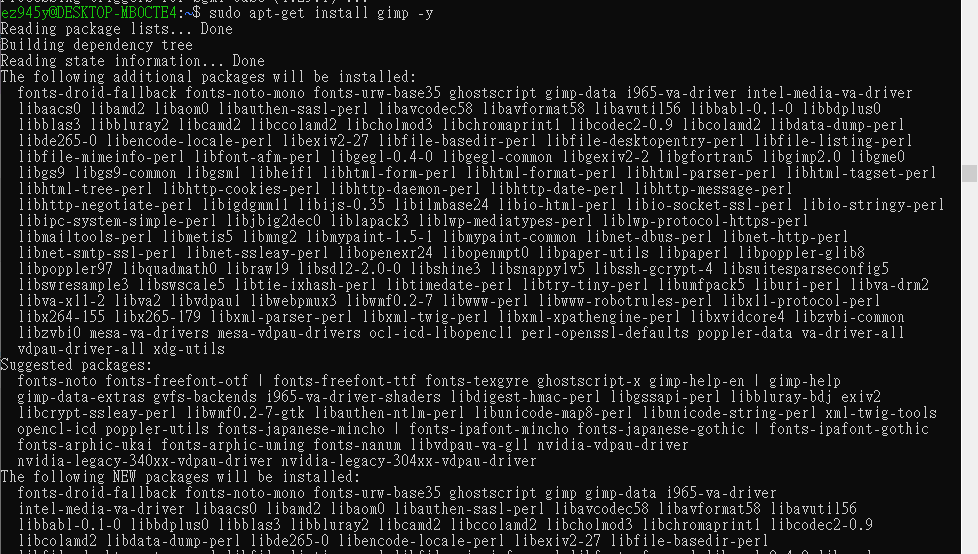 ez945y@DESKTOP-MBOCTE4:~$ sudo apt-get install gimp -y
Reading package lists... Done
Building dependency tree
Reading state information... Done
The following additional packages will be installed:
fonts-droid-fallback fonts-noto-mono fonts-urw-base35 ghostscript gimp-data i965-va-driver intel-media-va-driver
libaacs0 libamd2 libaom0 libauthen-sasl-perl libavcodec58 libavformat58 libavutil56 libbabl-0.1-0 libbdplus0
libblas3 libbluray2 libcamd2 libccolamd2 libcholmod3 libchromaprint1 libcodec2-0.9 libcolamd2 libdata-dump-perl
libde265-0 libencode-locale-perl libexiv2-27 libfile-basedir-perl libfile-desktopentry-perl libfile-listing-perl
libfile-mimeinfo-perl libfont-afm-perl libgegl-0.4-0 libgegl-common libgexiv2-2 libgfortran5 libgimp2.0 libgme0
libgs9 libgs9-common libgsm1 libheif1 libhtml-form-perl libhtml-format-perl libhtml-parser-perl libhtml-tagset-perl
libhtml-tree-perl libhttp-cookies-perl libhttp-daemon-perl libhttp-date-perl libhttp-message-perl
libhttp-negotiate-perl libigdgmm11 libijs-0.35 libilmbase24 libio-html-perl libio-socket-ssl-perl libio-stringy-perl
libipc-system-simple-perl libjbig2dec0 liblapack3 liblwp-mediatypes-perl liblwp-protocol-https-perl
libmailtools-perl libmetis5 libmng2 libmypaint-1.5-1 libmypaint-common libnet-dbus-perl libnet-http-perl
libnet-smtp-ssl-perl libnet-ssleay-perl libopenexr24 libopenmpt0 libpaper-utils libpaper1 libpoppler-glib8
libpoppler97 libquadmath0 libraw19 libsdl2-2.0-0 libshine3 libsnappy1v5 libssh-gcrypt-4 libsuitesparseconfig5
libswresample3 libswscale5 libtie-ixhash-perl libtimedate-perl libtry-tiny-perl libumfpack5 liburi-perl libva-drm2
libva-x11-2 libva2 libvdpau1 libwebpmux3 libwmf0.2-7 libwww-perl libwww-robotrules-perl libx11-protocol-perl
libx264-155 libx265-179 libxml-parser-perl libxml-twig-perl libxml-xpathengine-perl libxvidcore4 libzvbi-common
libzvbi0 mesa-va-drivers mesa-vdpau-drivers ocl-icd-libopencl1 perl-openssl-defaults poppler-data va-driver-all
vdpau-driver-all xdg-utils
Suggested packages:
fonts-noto fonts-freefont-otf | fonts-freefont-ttf fonts-texgyre ghostscript-x gimp-help-en | gimp-help
gimp-data-extras gvfs-backends i965-va-driver-shaders libdigest-hmac-perl libgssapi-perl libbluray-bdj exiv2
libcrypt-ssleay-perl libwmf0.2-7-gtk libauthen-ntlm-perl libunicode-map8-perl libunicode-string-perl xml-twig-tools
opencl-icd poppler-utils fonts-japanese-mincho | fonts-ipafont-mincho fonts-japanese-gothic | fonts-ipafont-gothic
fonts-arphic-ukai fonts-arphic-uming fonts-nanum libvdpau-va-gl1 nvidia-vdpau-driver
nvidia-legacy-340xx-vdpau-driver nvidia-legacy-304xx-vdpau-driver
The following NEW packages will be installed:
fonts-droid-fallback fonts-noto-mono fonts-urw-base35 ghostscript gimp gimp-data i965-va-driver
intel-media-va-driver libaacs0 libamd2 libaom0 libauthen-sasl-perl libavcodec58 libavformat58 libavutil56
libbabl-0.1-0 libbdplus0 libblas3 libbluray2 libcamd2 libccolamd2 libcholmod3 libchromaprint1 libcodec2-0.9
libcolamd2 libdata-dump-perl libde265-0 libencode-locale-perl libexiv2-27 libfile-basedir-perl